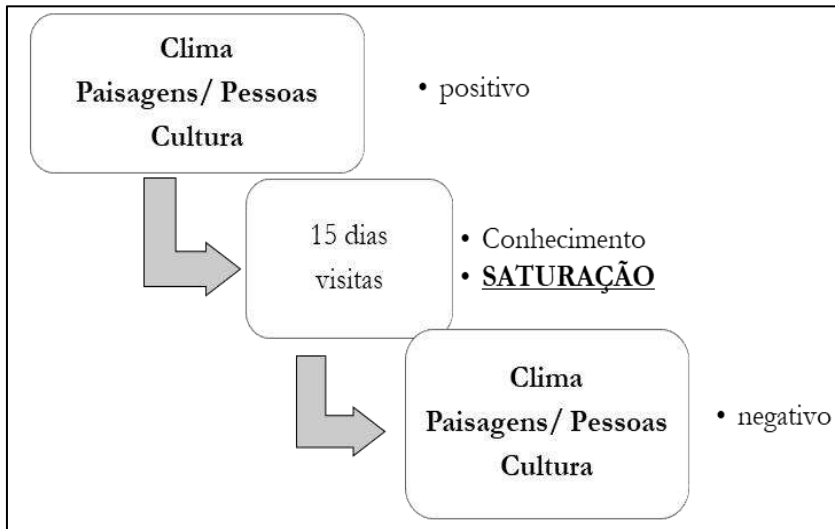 Clima
Paisagens/ Pessoas
Cultura
• positivo
15 dias
visitas
• Conhecimento
• SATURAÇÃO
Clima
Paisagens/ Pessoas
Cultura
• negativo